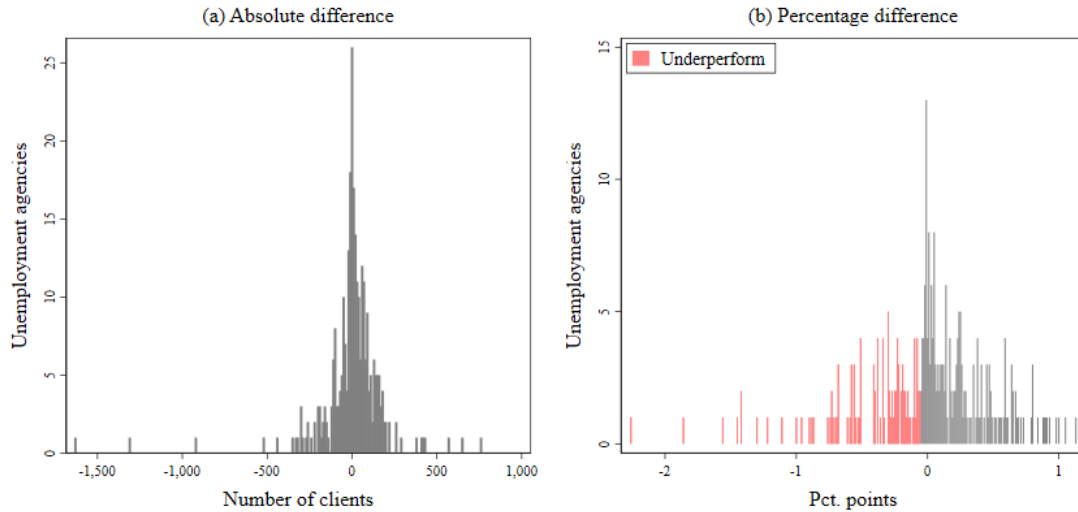 (a) Absolute difference
Unemployment agencies
25
20
15
10
5
0
-1,500
-1,000
-500
0
500
1,000
Number of clients
(b) Percentage difference
Underperform
Unemployment agencies
15
10
5
0
-2
-1
0
1
Pct. points